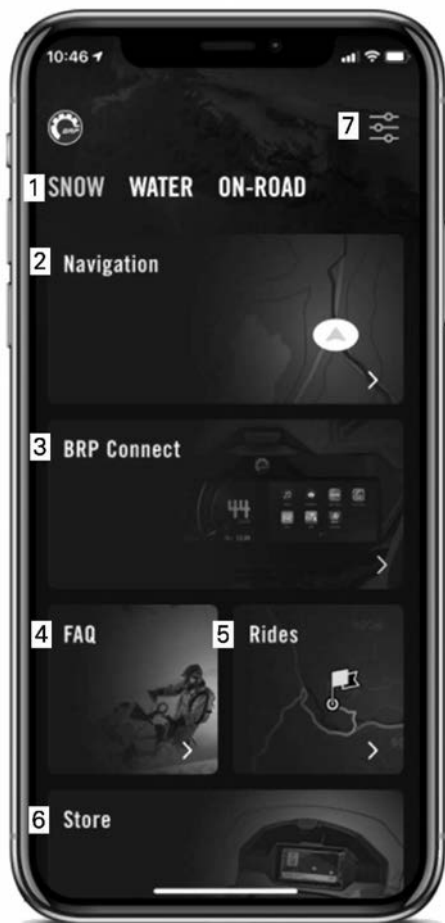 10:46
7
1 SNOW WATER ON-ROAD
2 Navigation
3 BRP Connect
44
4 FAQ
5 Rides
6 Store